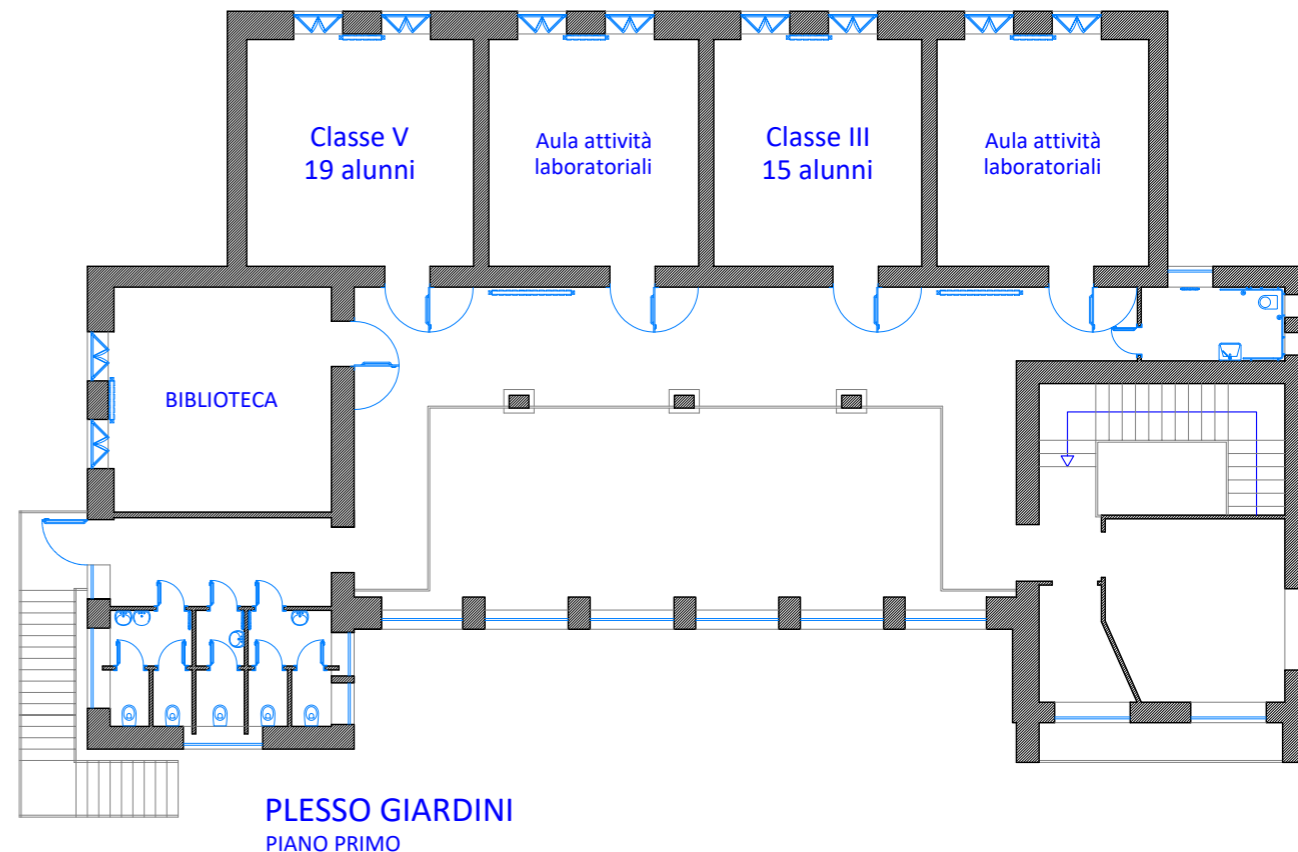 Classe V
19 alunni
Aula attività
laboratoriali
Classe III
15 alunni
Aula attività
laboratoriali
BIBLIOTECA
PLESSO GIARDINI
PIANO PRIMO